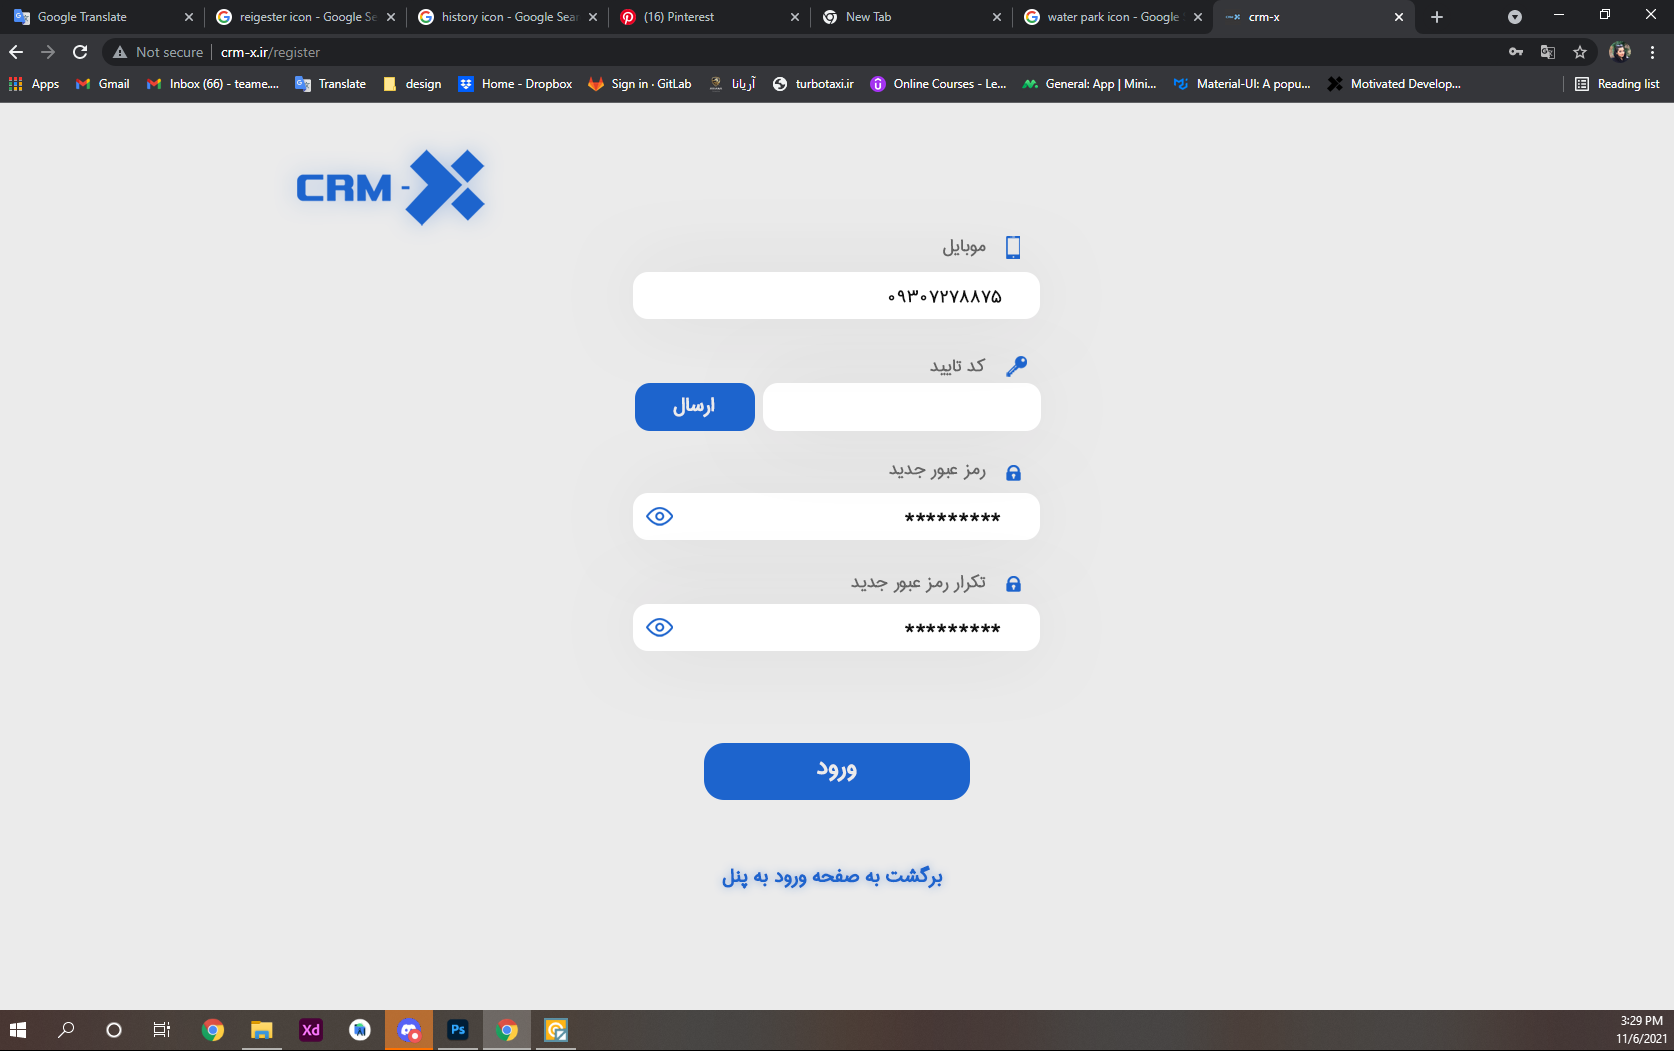 Google Translate
reigester icon - Google Se
history icon - Google Sear
(16) Pinterest
New Tab
water park icon - Google S
crm-x
Not secure
crm-x.ir/register
Apps
Gmail
Inbox (66) - teame....
Translate
design
Home - Dropbox
Sign in · GitLab
آریانا
turbotaxi.ir
Online Courses - Le...
General: App | Mini...
Material-UI: A popu...
Motivated Develop...
Reading list
CRM-X
موبایل
۰۹۳۰۷۲۷۸۸۷۵
کد تایید
ارسال
رمز عبور جدید
*********
تکرار رمز عبور جدید
*********
ورود
برگشت به صفحه ورود به پنل
Xd
Ps
3:29 PM
11/6/2021